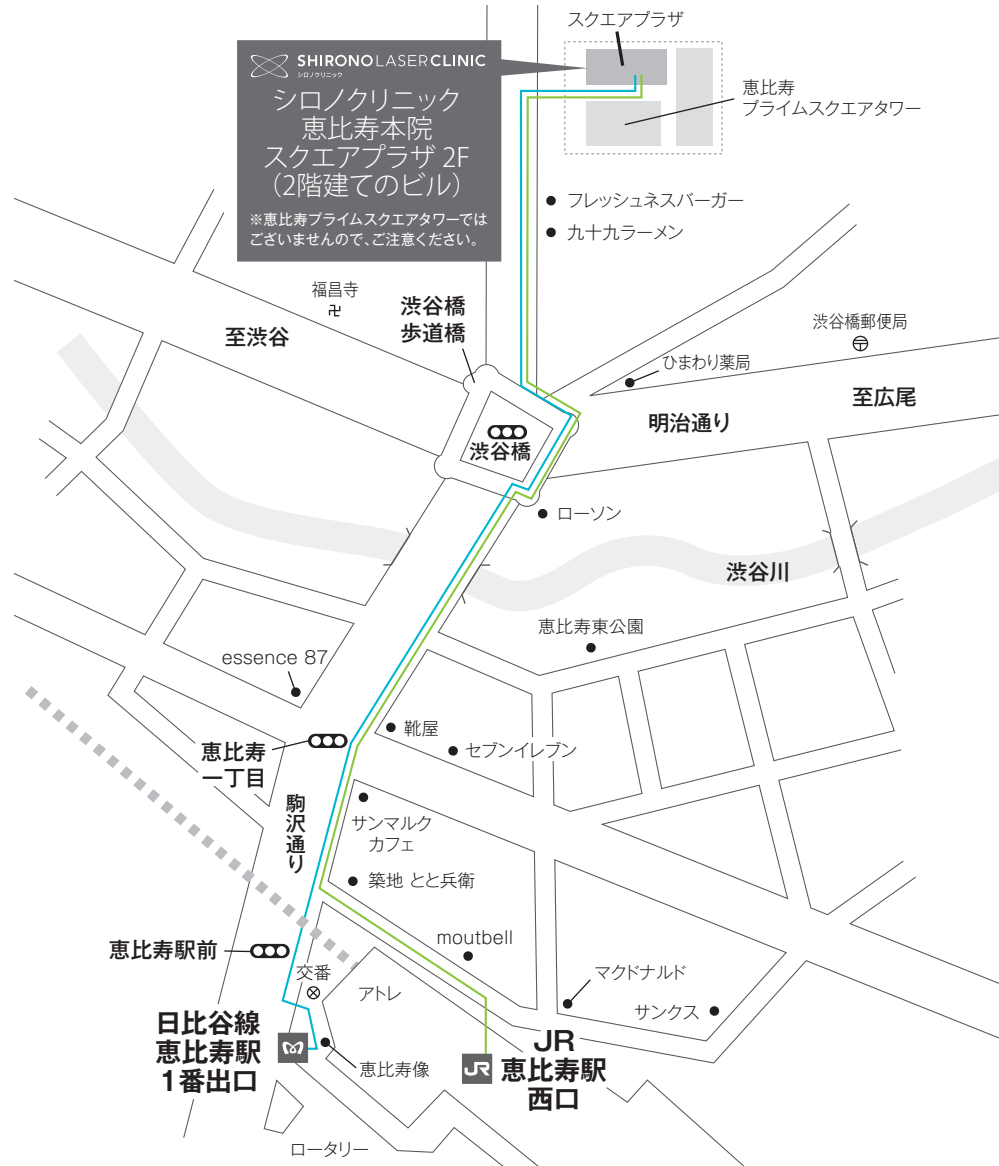 スクエアプラザ
SHIRONO LASER CLINIC
シロノクリニック
シロノクリニック
恵比寿本院
スクエアプラザ 2F
(2階建てのビル)
※恵比寿プライムスクエアタワーでは
ございませんので、ご注意ください。
恵比寿
プライムスクエアタワー
フレッシュネスバーガー
九十九ラーメン
福昌寺
卍
渋谷橋
歩道橋
至渋谷
渋谷橋郵便局
ひまわり薬局
至広尾
明治通り
渋谷橋
ローソン
渋谷川
恵比寿東公園
essence 87
靴屋
セブンイレブン
恵比寿
一丁目
駒沢通り
サンマルク
カフェ
築地 とと兵衛
moutbell
恵比寿駅前
交番
アトレ
マクドナルド
サンクス
日比谷線
恵比寿駅
1番出口
恵比寿像
JR
JR
恵比寿駅
西口
ロータリー